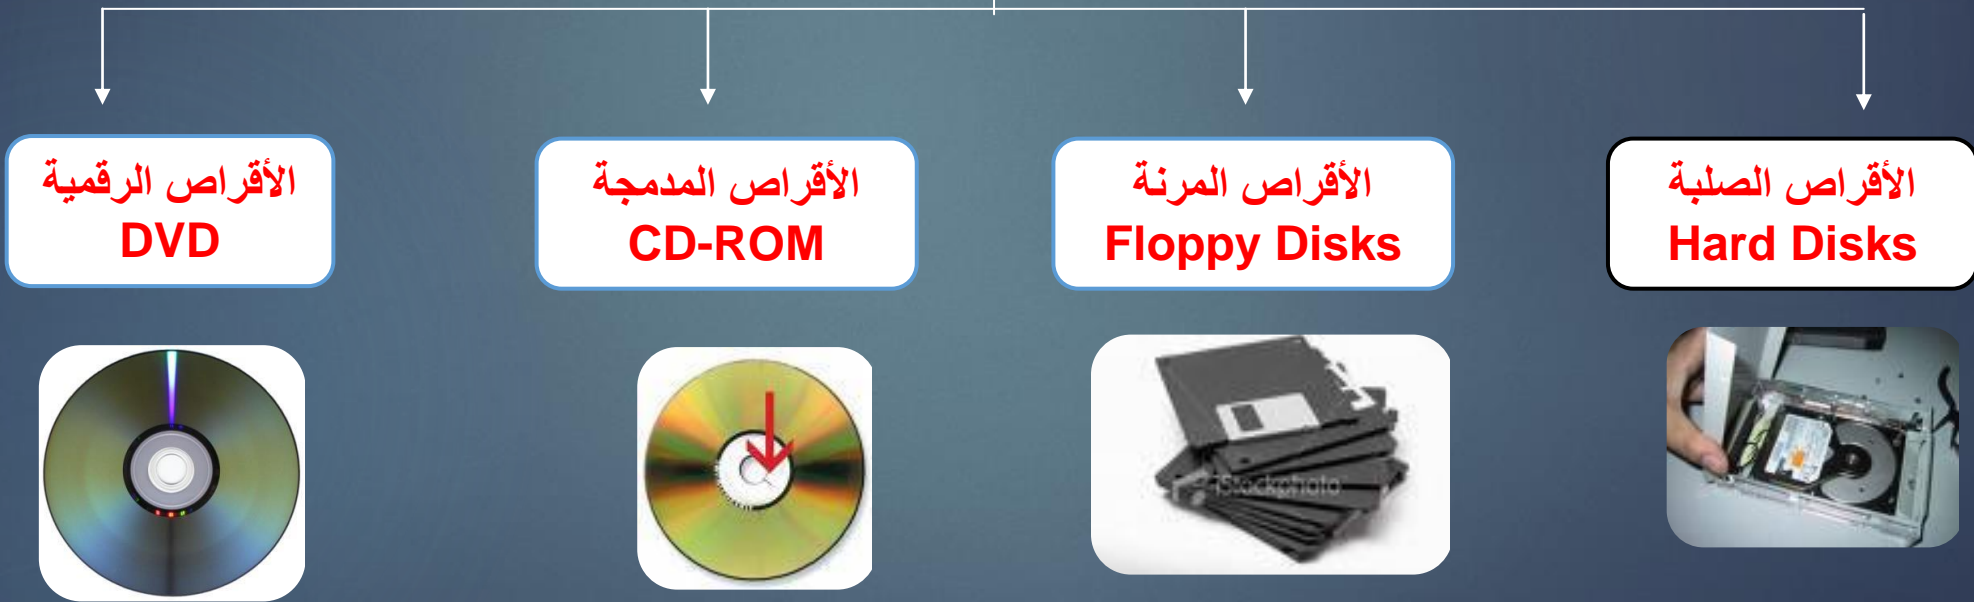 الأقراص الصلبة
Hard Disks
الأقراص المرنة
Floppy Disks
الأقراص المدمجة
CD-ROM
الأقراص الرقمية
DVD
iStockphoto